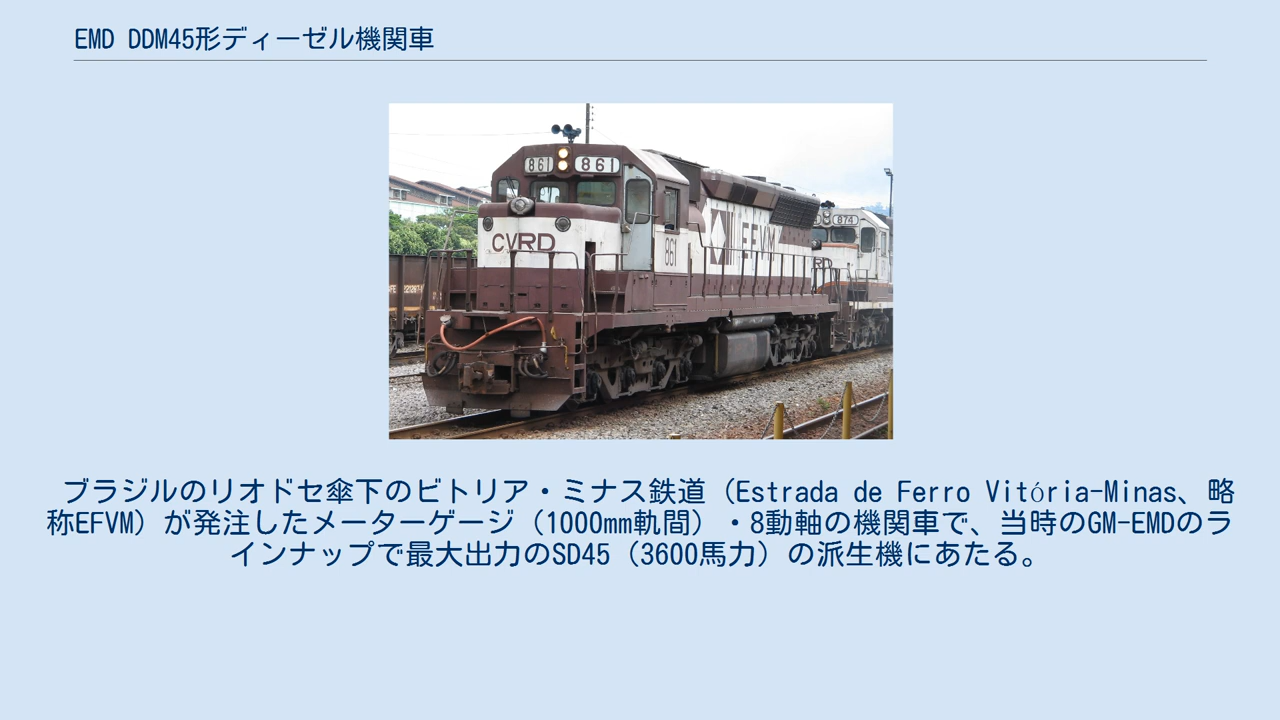 EMD DDM45形ディーゼル機関車
861 861
874
CVRD
861
EFVM
ブラジルのリオドセ傘下のビトリア・ミナス鉄道（Estrada de Ferro Vitória-Minas、略
称EFVM）が発注したメーターゲージ（1000mm軌間）・8動軸の機関車で、当時のGM-EMDのラ
インナップで最大出力のSD45（3600馬力）の派生機にあたる。